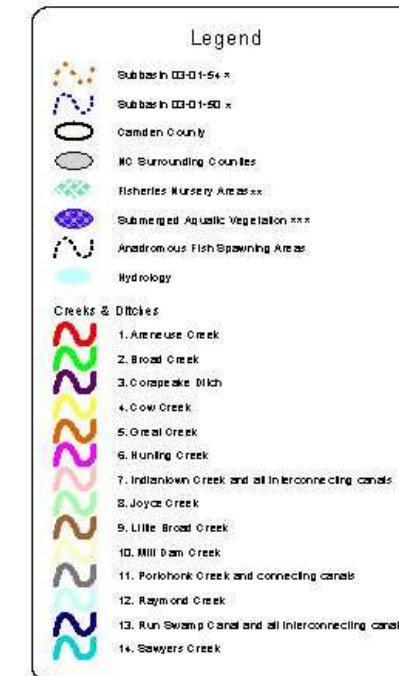 Legend
Subbasin 03-01-54 *
Subbasin 03-01-50 *
Camden County
NC Surrounding Counties
Fisheries Nursery Areas **
Submerged Aquatic Vegetation ***
Anadromous Fish Spawning Areas
Hydrology
Creeks & Ditches
1. Areneuse Creek
2. Broad Creek
3. Corapeake Ditch
4. Cow Creek
5. Great Creek
6. Hunting Creek
7. Indiantown Creek and all interconnecting canals
8. Joyce Creek
9. Little Broad Creek
10. Mill Dam Creek
11. Portohonk Creek and connecting canals
12. Raymond Creek
13. Run Swamp Canal and all interconnecting canal
14. Sawyers Creek